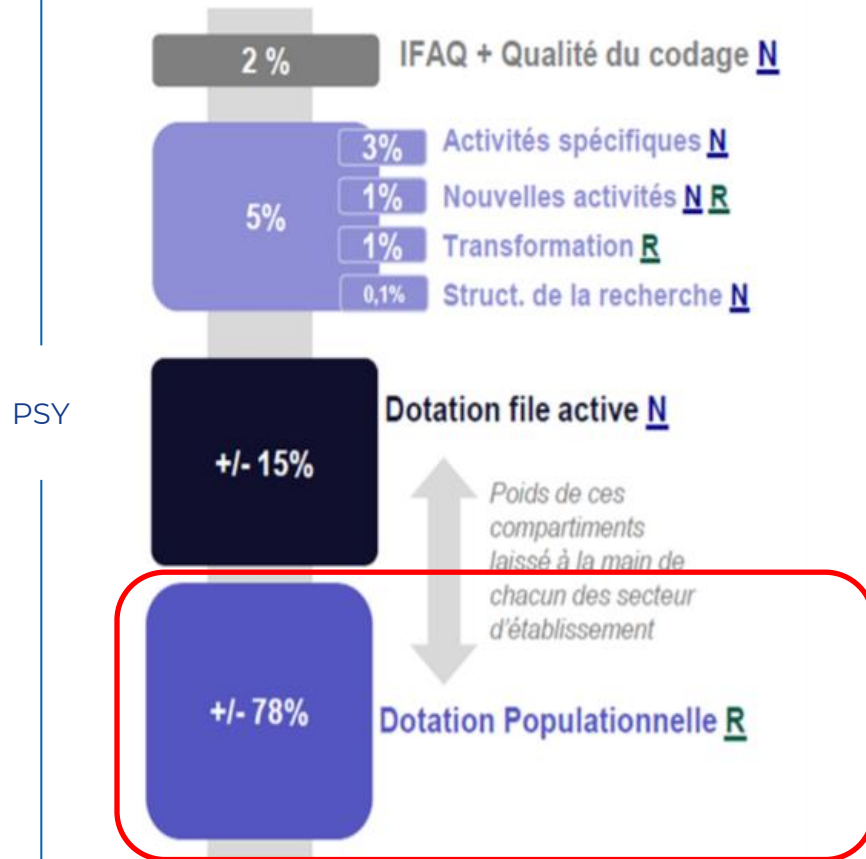 2 %
IFAQ + Qualité du codage N
5%
3%
Activités spécifiques N
1%
Nouvelles activités N R
1%
Transformation R
0,1%
Struct. de la recherche N
PSY
+/- 15%
Dotation file active N
Poids de ces
compartiments
laissé à la main de
chacun des secteur
d'établissement
+/- 78%
Dotation Populationnelle R